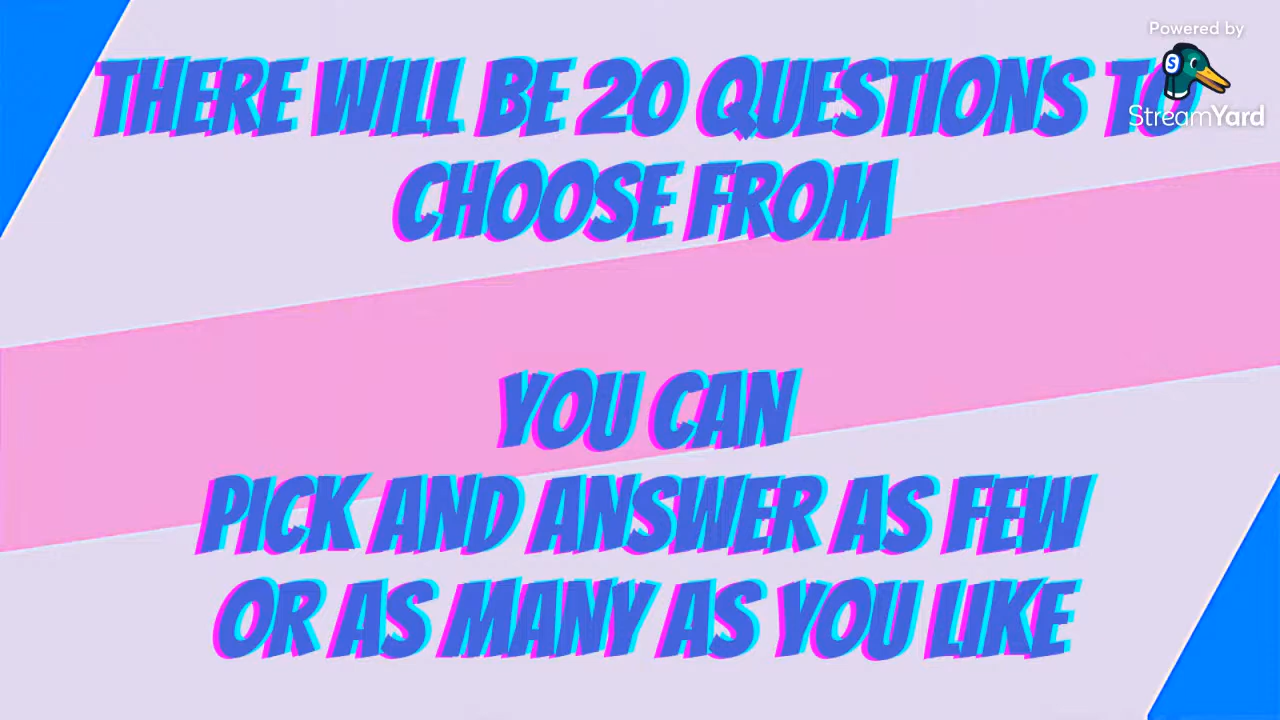 Powered by
StreamYard
THERE WILL BE 20 QUESTIONS TO
CHOOSE FROM
YOU CAN
PICK AND ANSWER AS FEW
OR AS MANY AS YOU LIKE